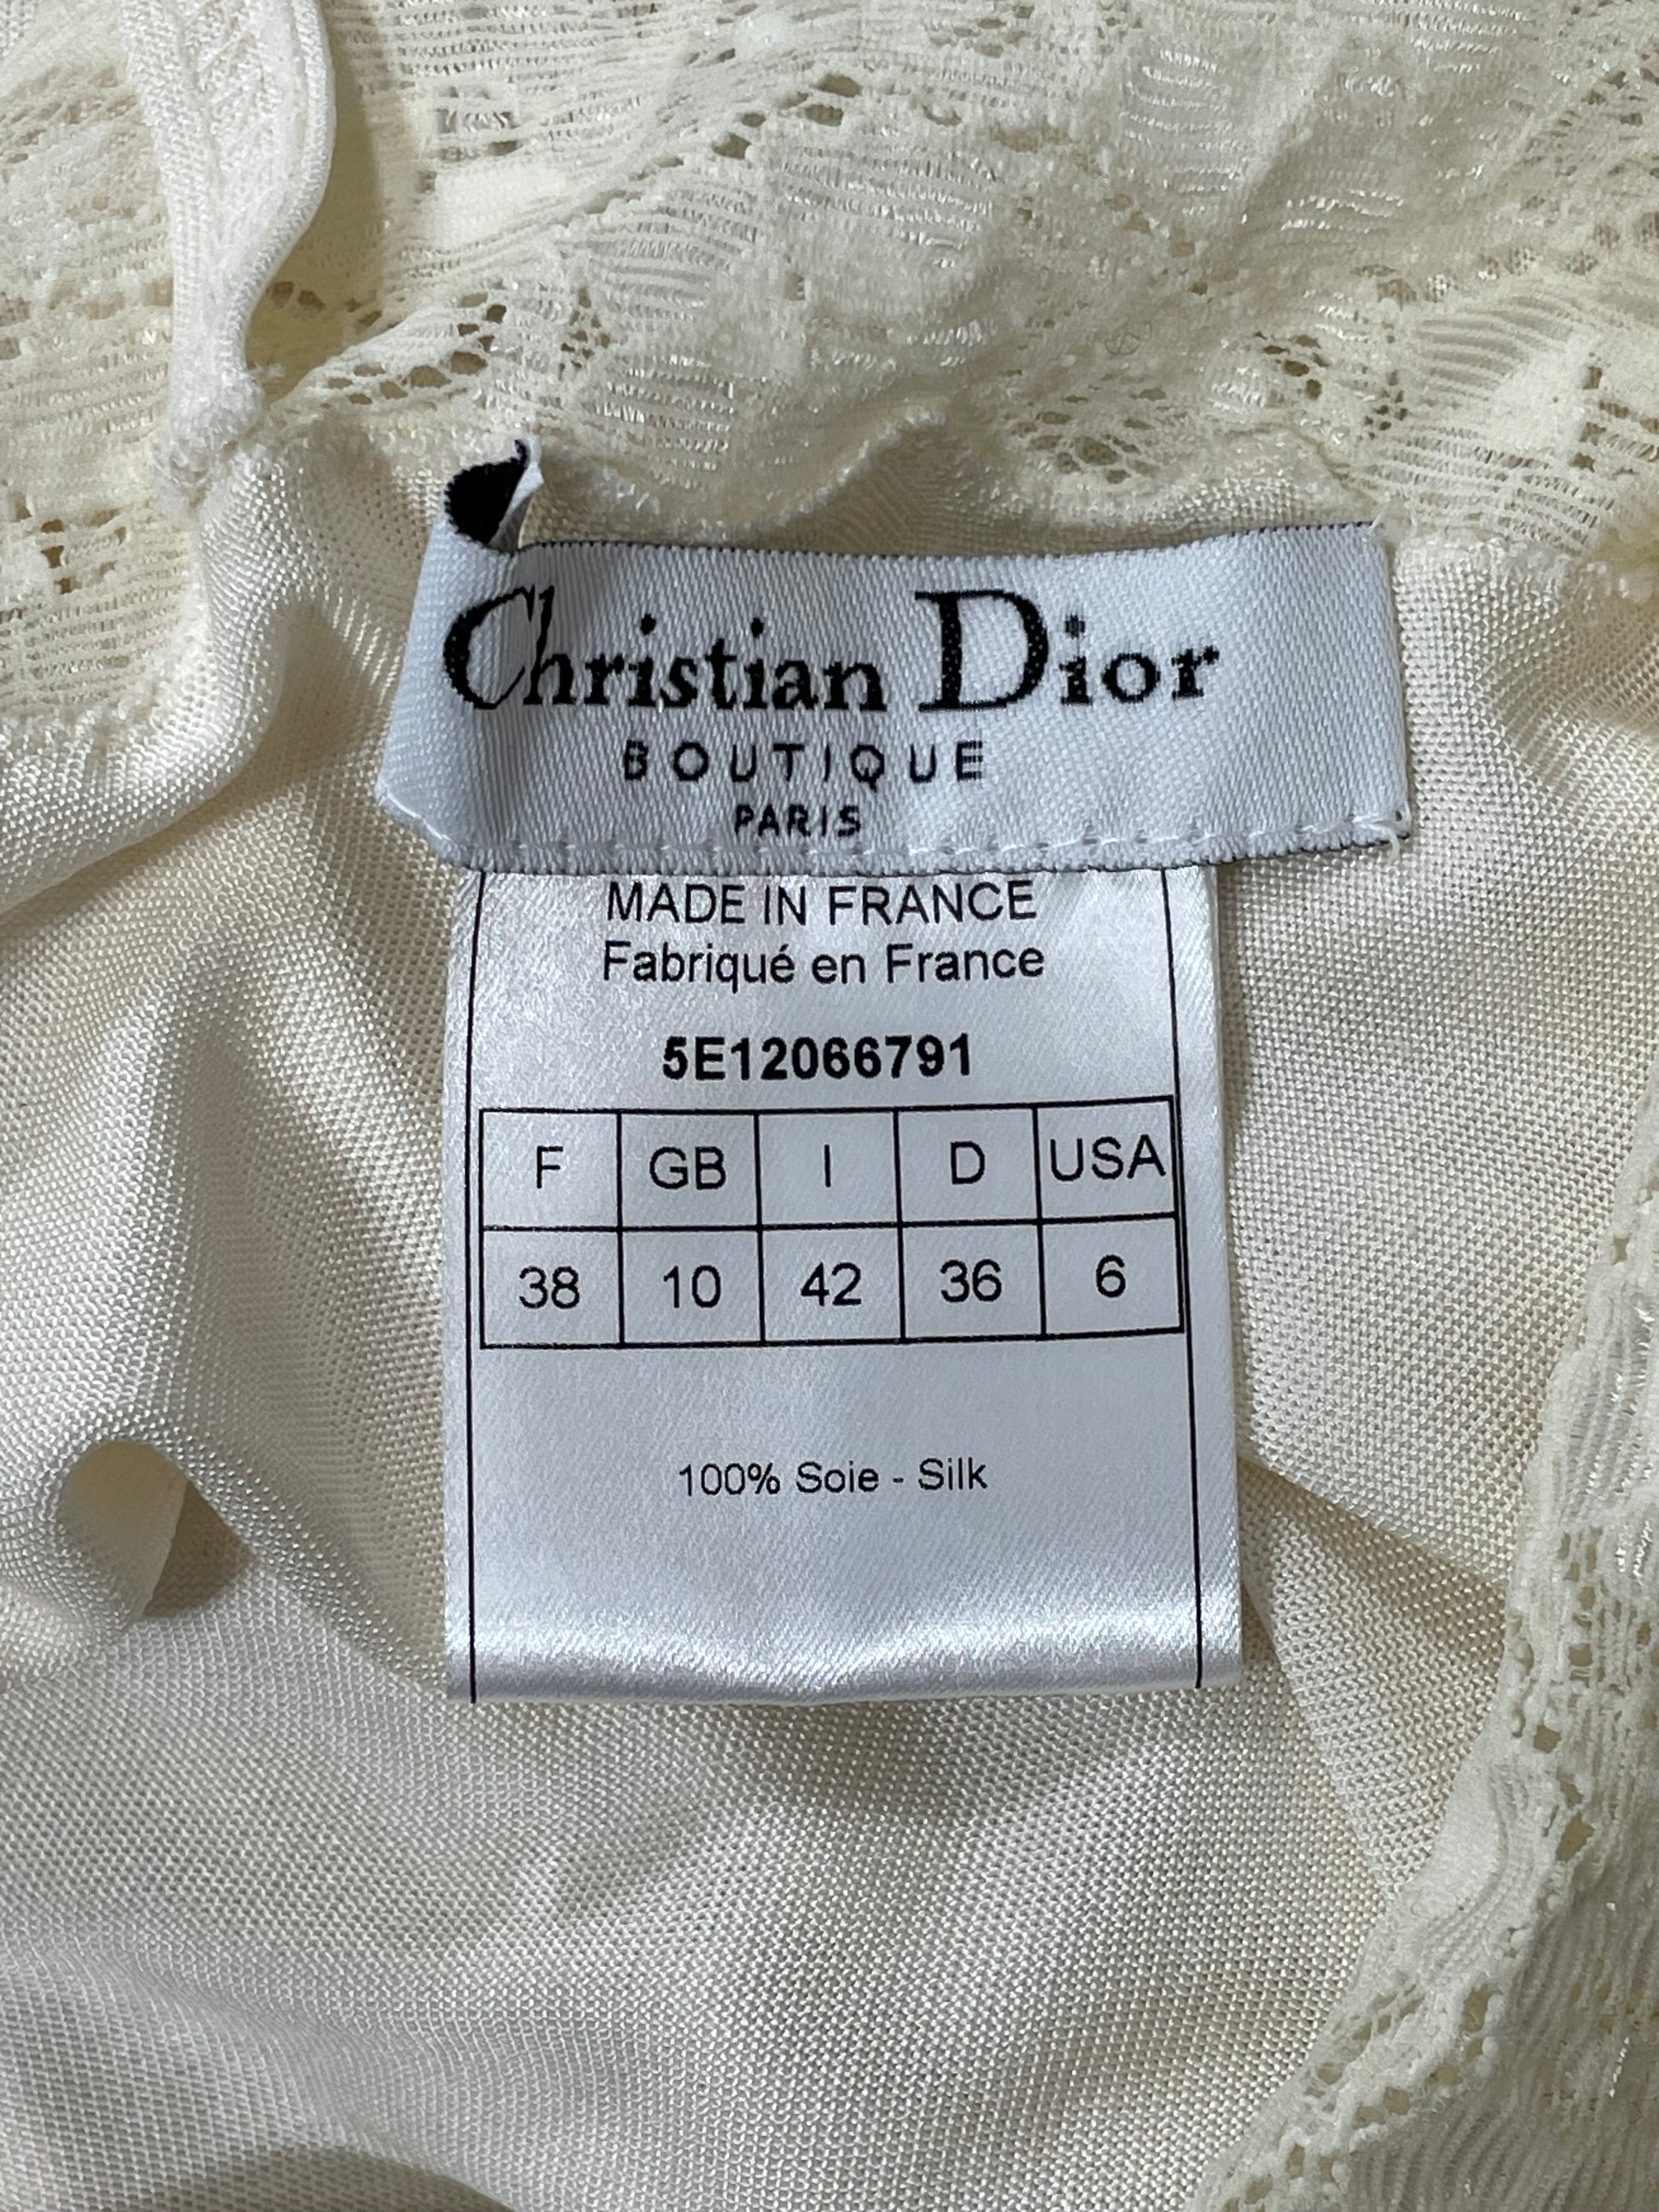 Christian Dior
BOUTIQUE
PARIS
MADE IN FRANCE
Fabriqué en France
5E12066791
F GB I D USA
38 10 42 36 6
100% Soie - Silk